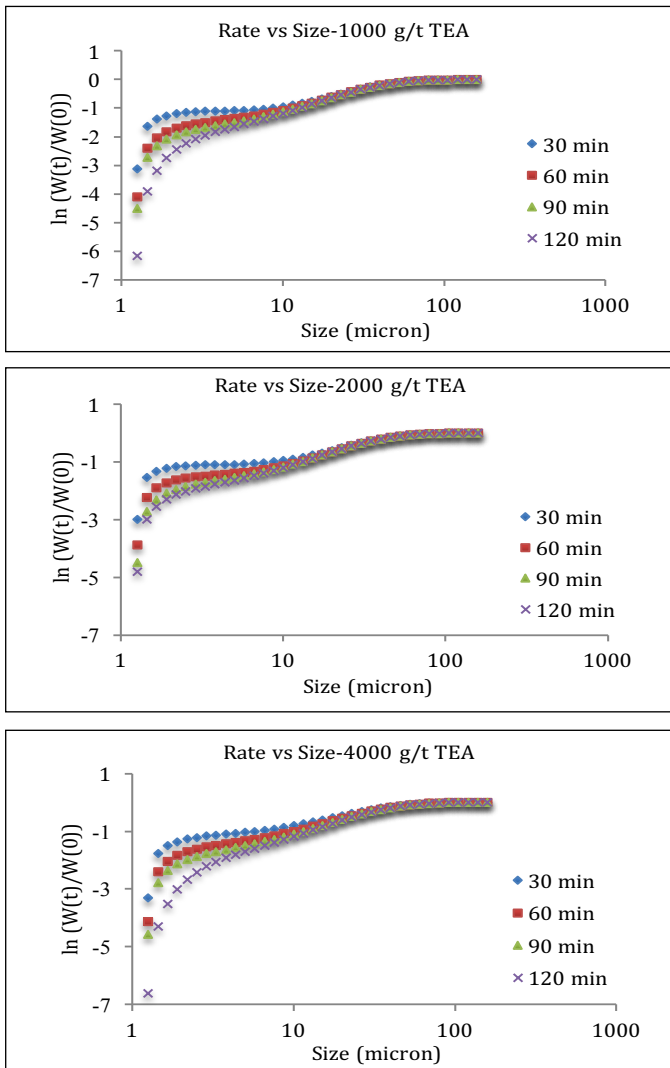 Rate vs Size-1000 g/t TEA
1
0
-1
-2
-3
-4
-5
-6
-7
ln (W(t)/W(0))
30 min
60 min
90 min
120 min
1 10 100 1000
Size (micron)
Rate vs Size-2000 g/t TEA
1
-1
-3
-5
-7
ln (W(t)/W(0))
30 min
60 min
90 min
120 min
1 10 100 1000
Size (micron)
Rate vs Size-4000 g/t TEA
1
-1
-3
-5
-7
ln (W(t)/W(0))
30 min
60 min
90 min
120 min
1 10 100 1000
Size (micron)